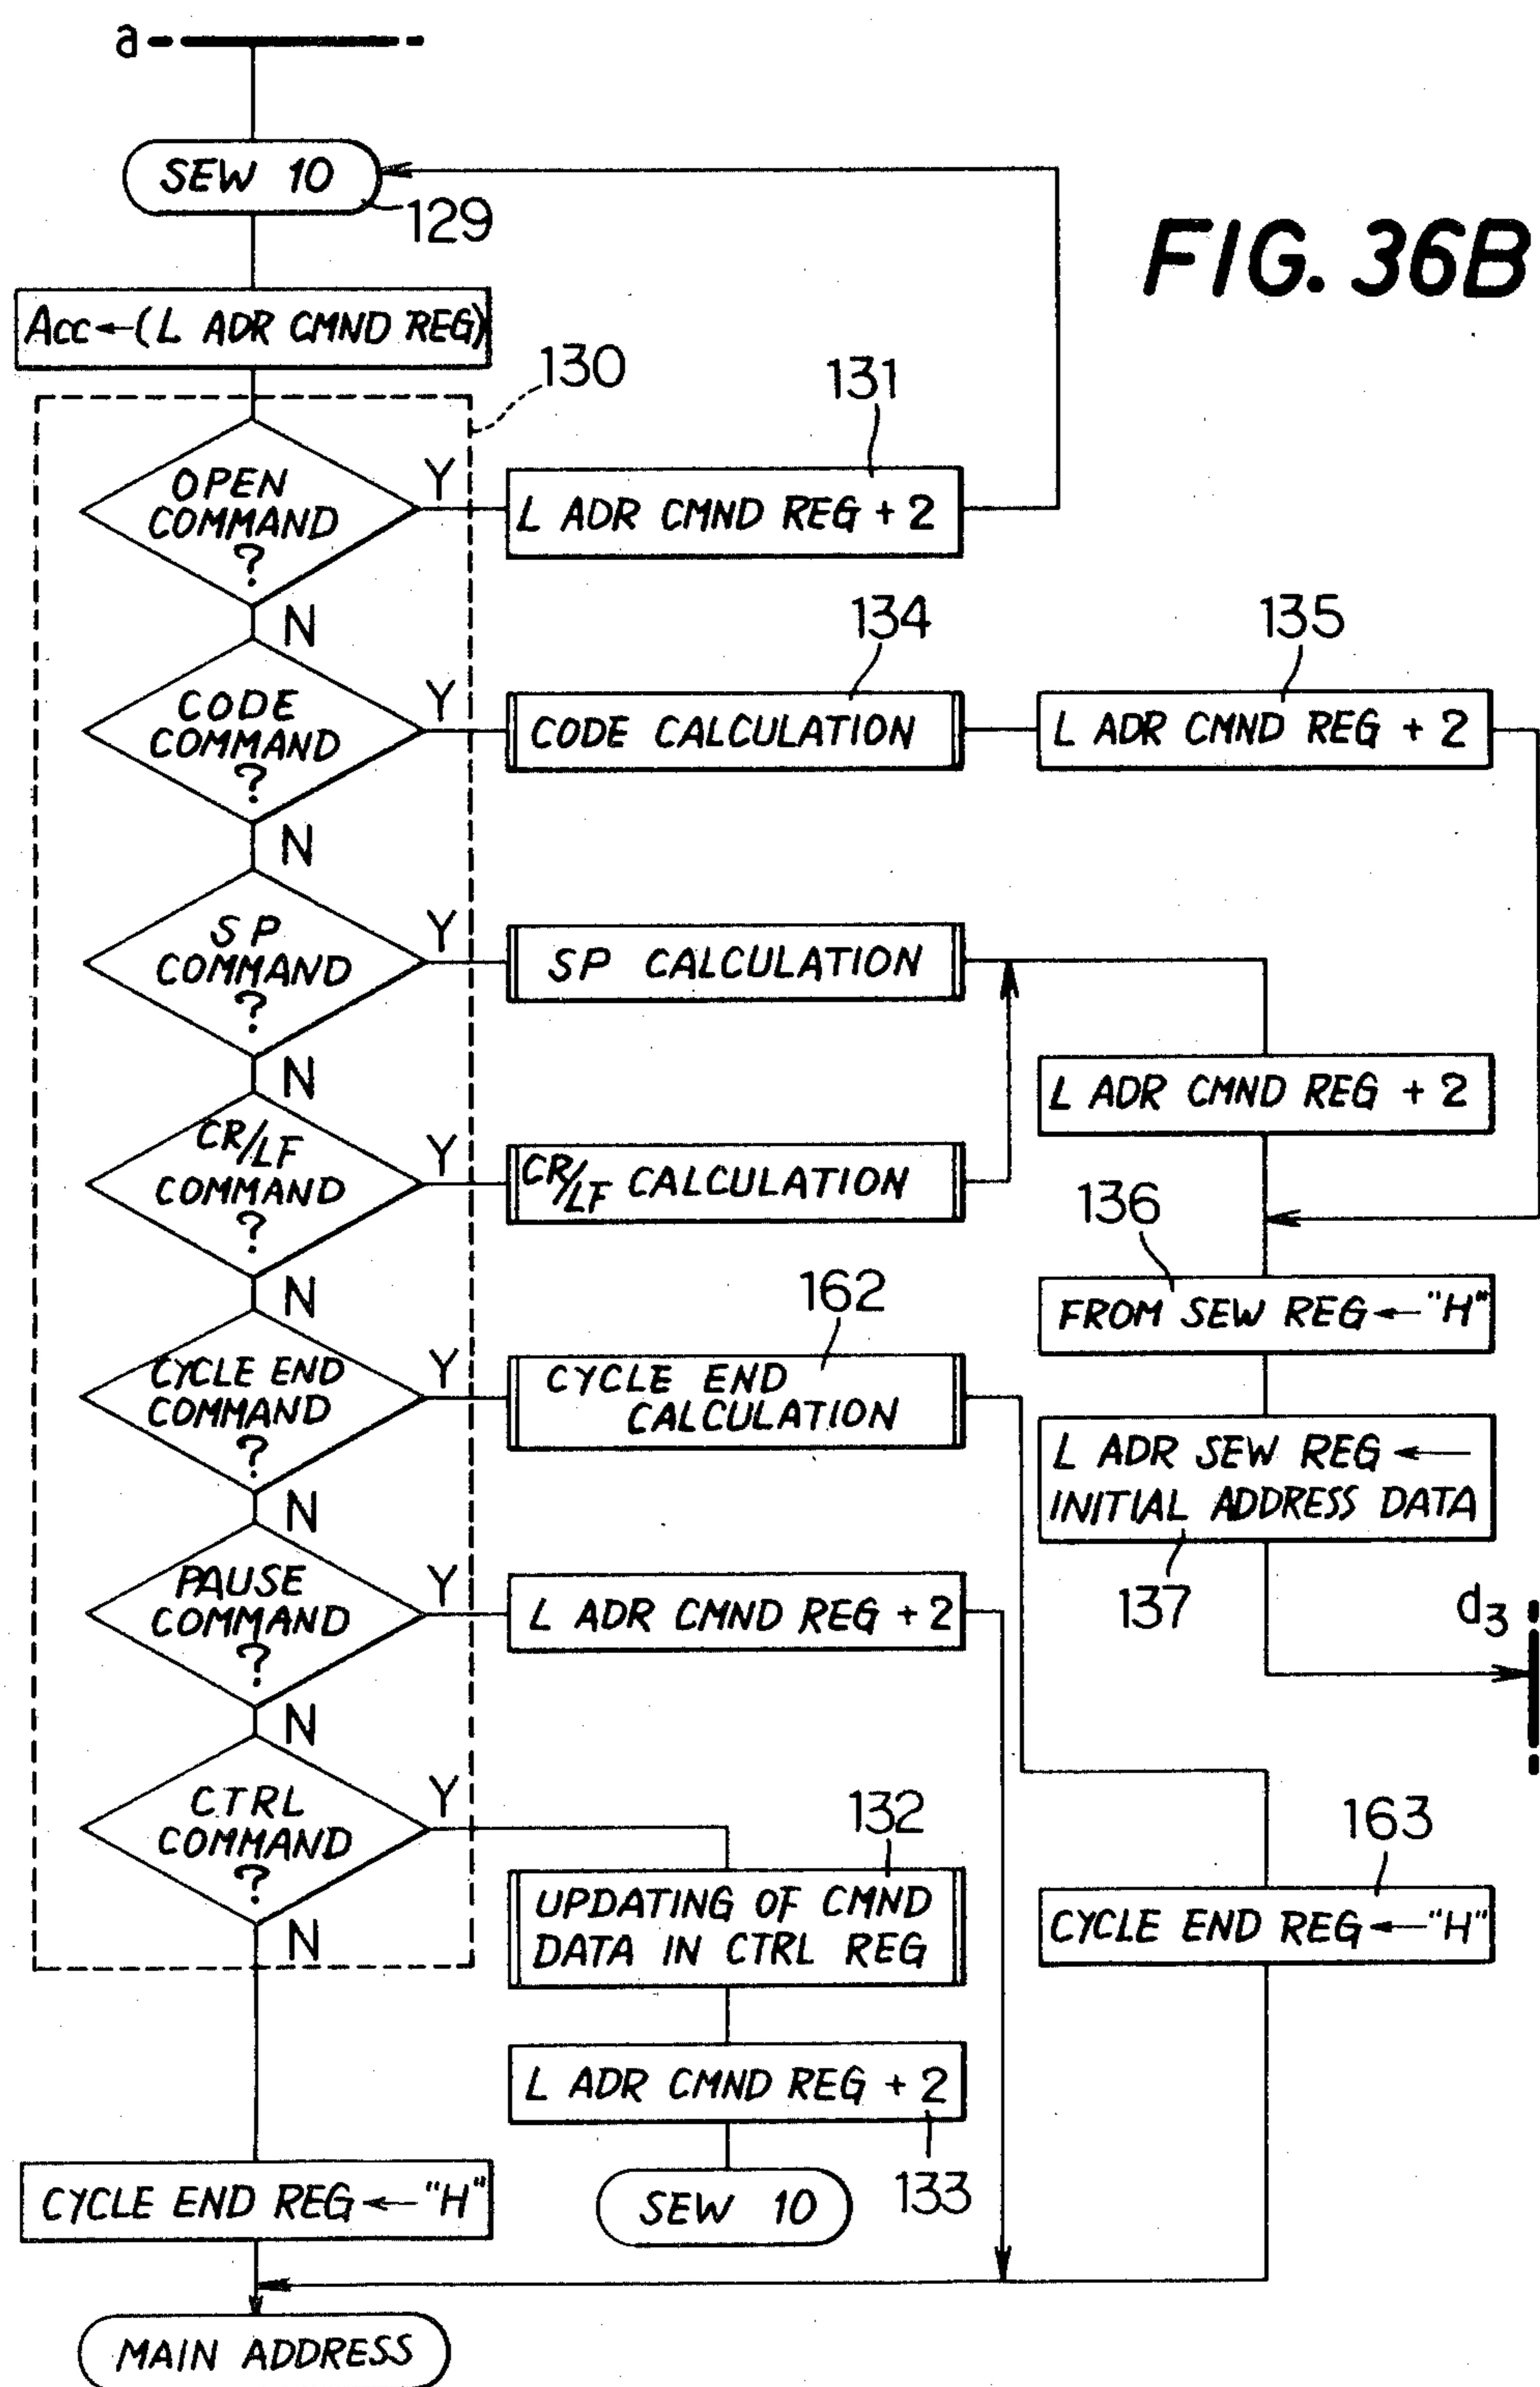 a
SEW 10
129
FIG. 36B
Acc←(L ADR CMND REG)
130
131
OPEN
COMMAND
?
Y
L ADR CMND REG + 2
N
134
135
CODE
COMMAND
?
Y
CODE CALCULATION
L ADR CMND REG + 2
N
SP
COMMAND
?
Y
SP CALCULATION
N
L ADR CMND REG + 2
CR/LF
COMMAND
?
Y
CR/LF CALCULATION
136
N
162
FROM SEW REG←"H"
CYCLE END
COMMAND
?
Y
CYCLE END
CALCULATION
L ADR SEW REG ←
INITIAL ADDRESS DATA
137
N
PAUSE
COMMAND
?
Y
L ADR CMND REG + 2
d3
N
CTRL
COMMAND
?
Y
132
163
UPDATING OF CMND
DATA IN CTRL REG
CYCLE END REG←"H"
N
L ADR CMND REG + 2
133
CYCLE END REG←"H"
SEW 10
MAIN ADDRESS